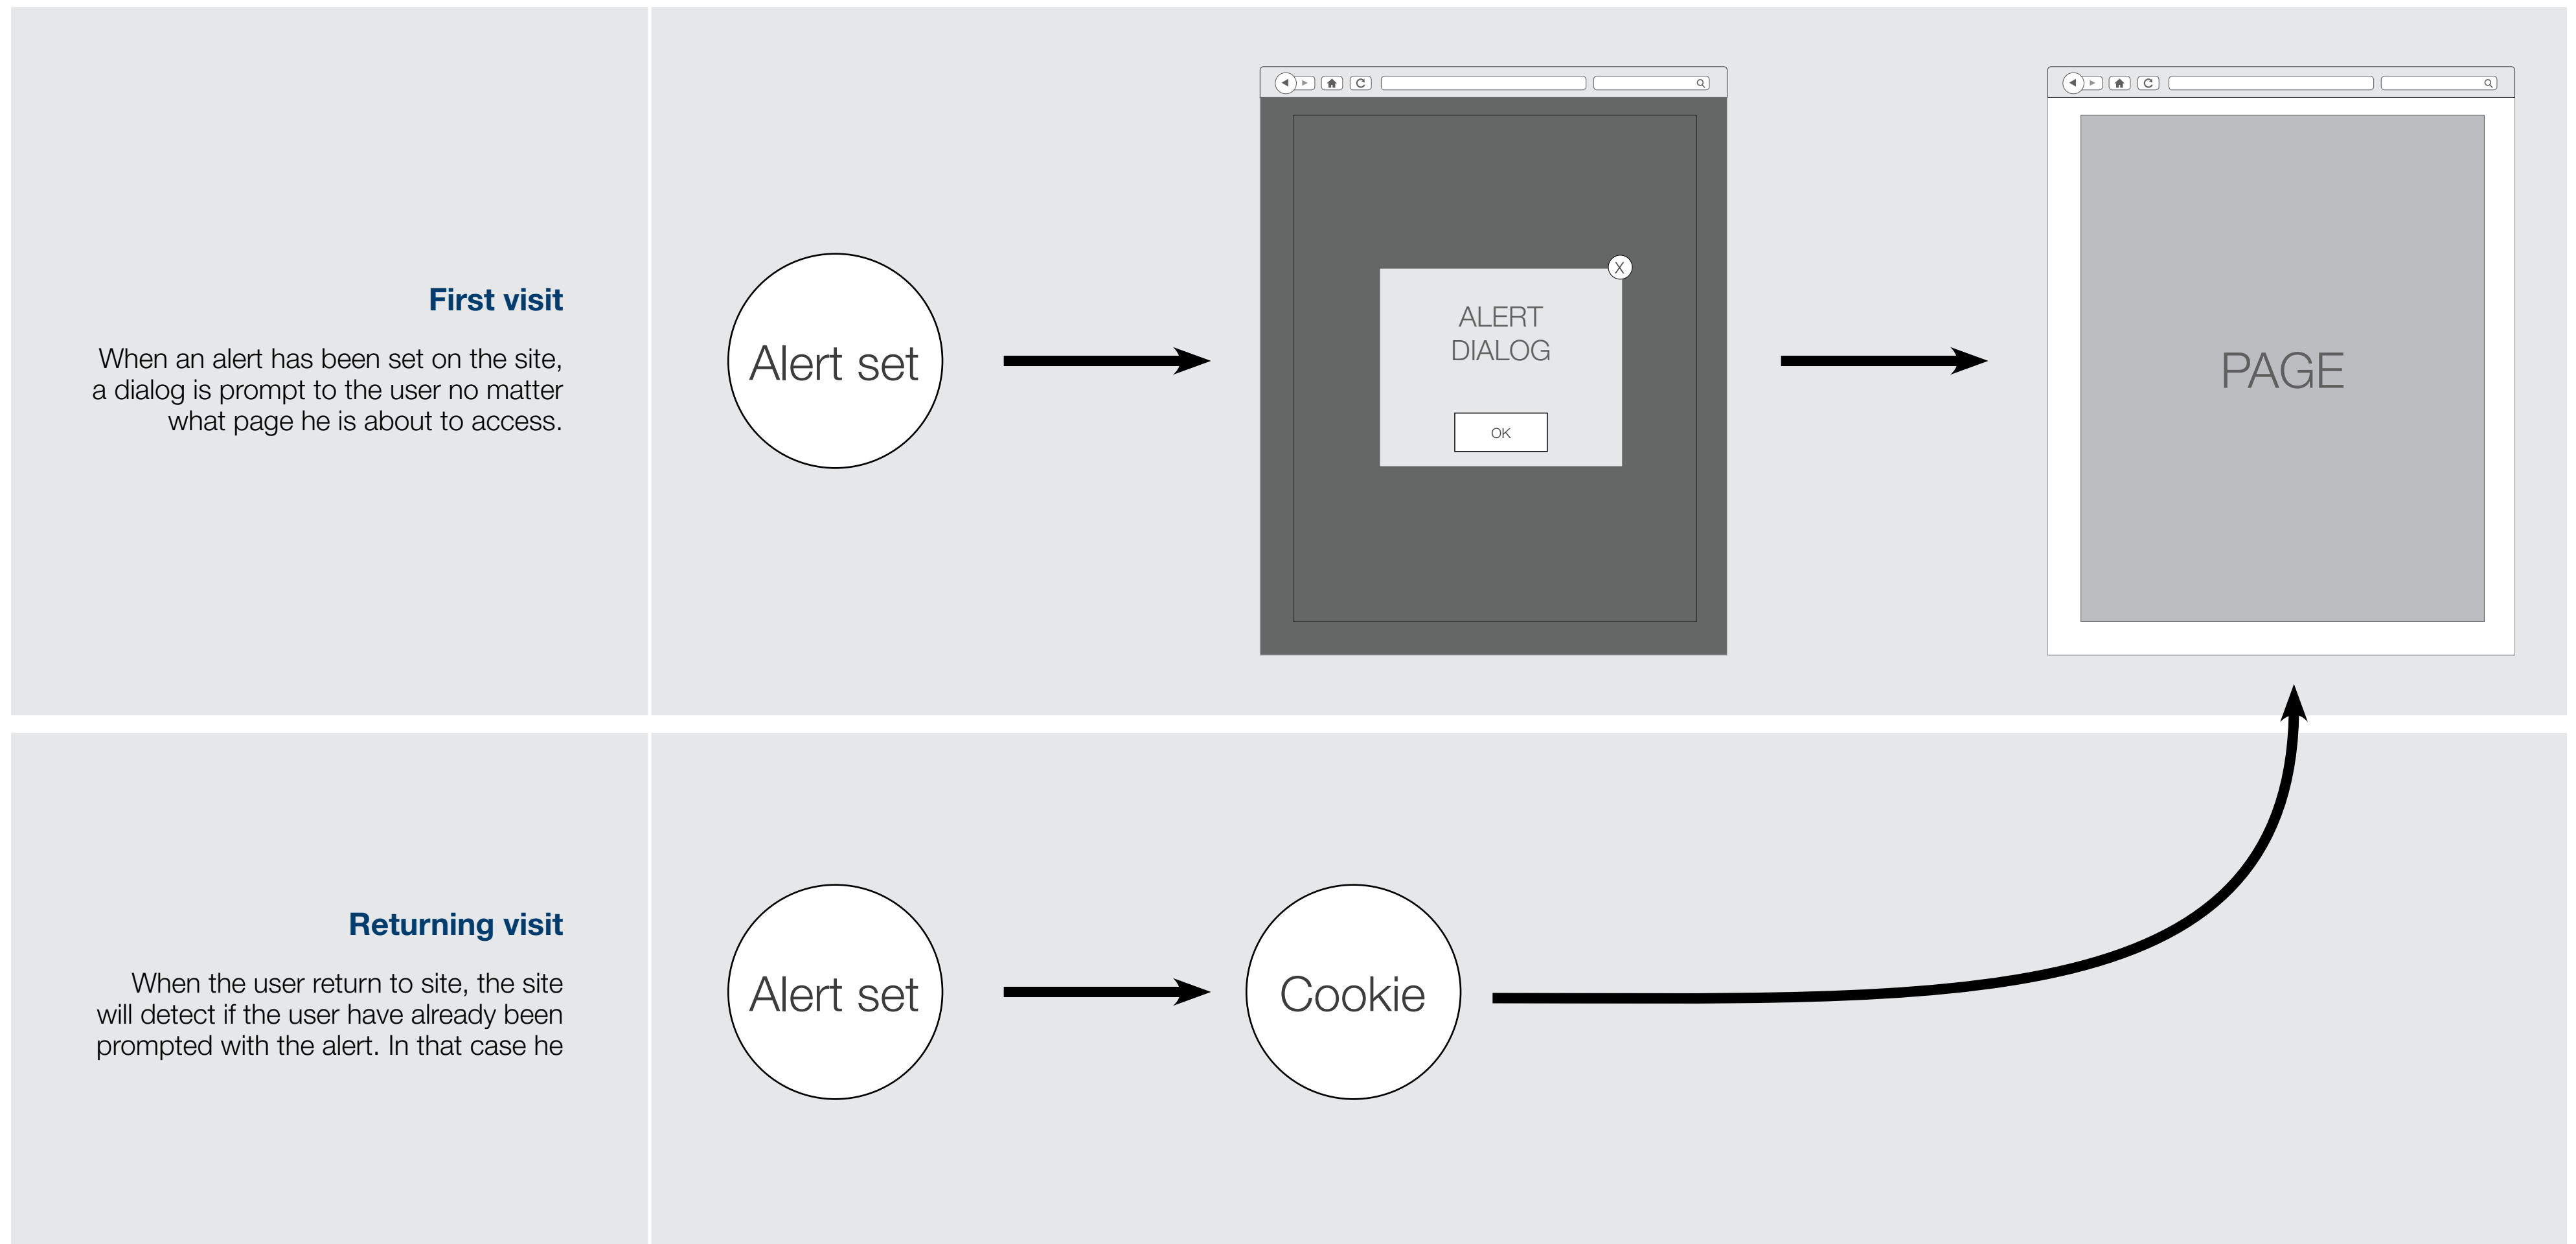 First visit
When an alert has been set on the site,
a dialog is prompt to the user no matter
what page he is about to access.
Alert set
X
ALERT
DIALOG
OK
PAGE
Returning visit
When the user return to site, the site
will detect if the user have already been
prompted with the alert. In that case he
Alert set
Cookie